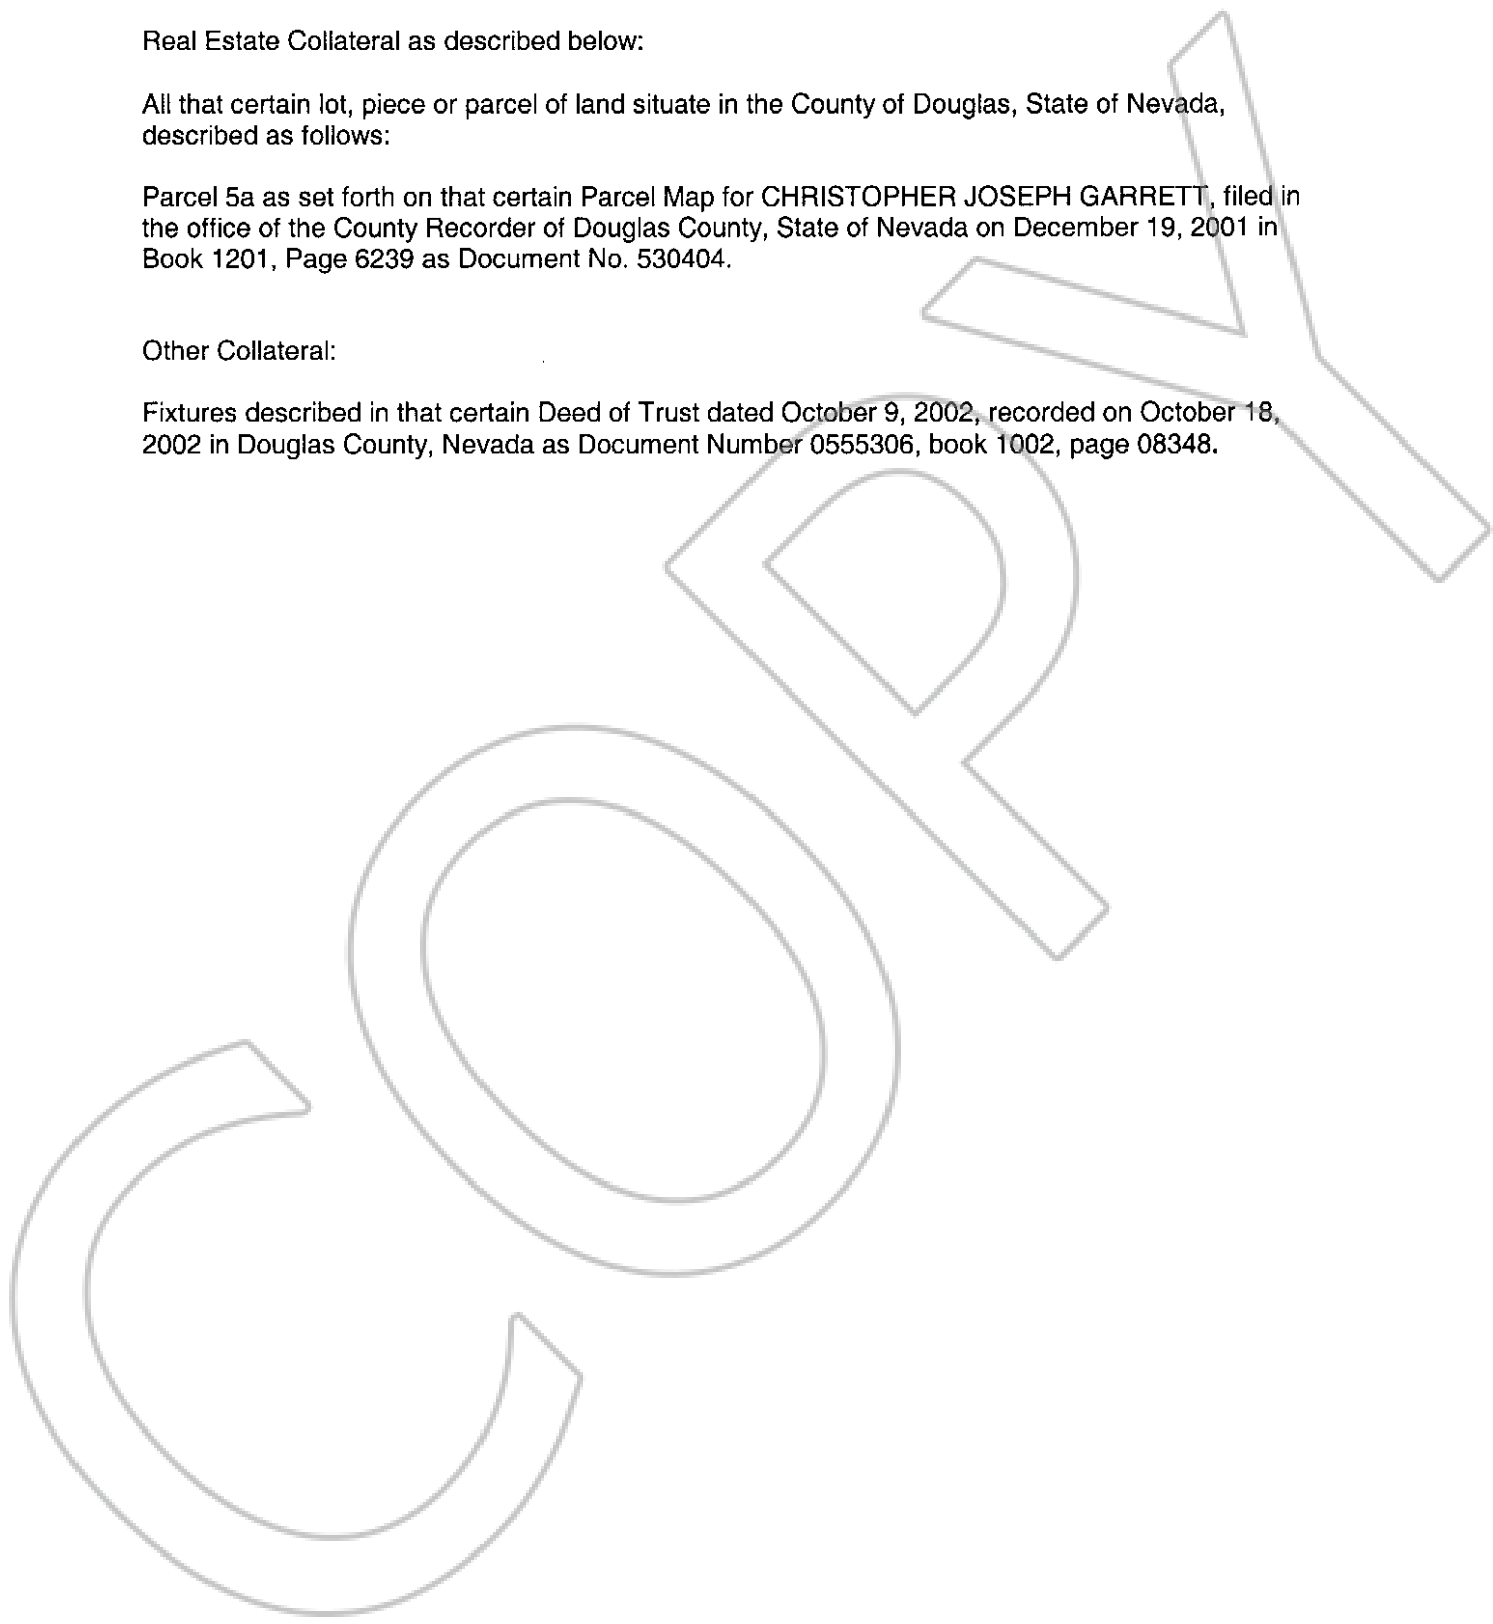 Real Estate Collateral as described below:
All that certain lot, piece or parcel of land situate in the County of Douglas, State of Nevada,
described as follows:
Parcel 5a as set forth on that certain Parcel Map for CHRISTOPHER JOSEPH GARRETT, filed in
the office of the County Recorder of Douglas County, State of Nevada on December 19, 2001 in
Book 1201, Page 6239 as Document No. 530404.
Other Collateral:
Fixtures described in that certain Deed of Trust dated October 9, 2002, recorded on October 18,
2002 in Douglas County, Nevada as Document Number 0555306, book 1002, page 08348.
COPY